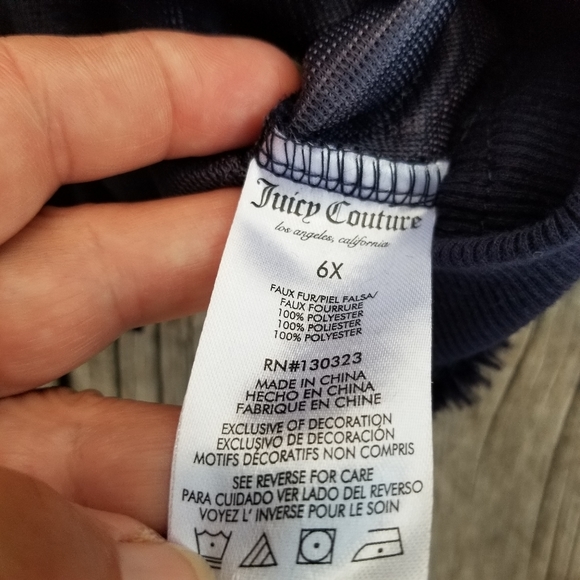 Juicy Couture
los angeles, california
6X
FAUX FUR/PIEL FALSA/
FAUX FOURRURE
100% POLYESTER
100% POLIESTER
100% POLYESTER
RN#130323
MADE IN CHINA
HECHO EN CHINA
FABRIQUE EN CHINE
EXCLUSIVE OF DECORATION
EXCLUSIVO DE DECORACIÓN
MOTIFS DÉCORATIFS NON COMPRIS
SEE REVERSE FOR CARE
PARA CUIDADO VER LADO DEL REVERSO
VOYEZ L' INVERSE POUR LE SOIN